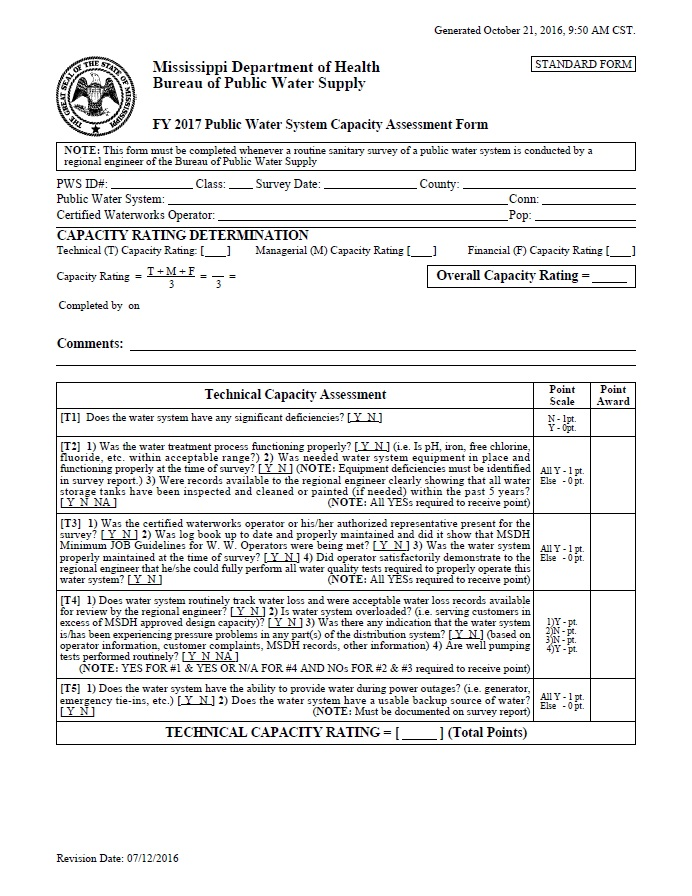 Generated October 21, 2016, 9:50 AM CST.
STANDARD FORM
THE GREAT SEAL OF THE STATE OF MISSISSIPPI
Mississippi Department of Health
Bureau of Public Water Supply
FY 2017 Public Water System Capacity Assessment Form
NOTE: This form must be completed whenever a routine sanitary survey of a public water system is conducted by a
regional engineer of the Bureau of Public Water Supply
PWS ID#: ____ Class: ____ Survey Date: ____ County: ____
Public Water System: ____ Conn: ____
Certified Waterworks Operator: ____ Pop: ____
CAPACITY RATING DETERMINATION
Technical (T) Capacity Rating: [____] Managerial (M) Capacity Rating [____] Financial (F) Capacity Rating [____]
Capacity Rating = T + M + F / 3 = __ / 3 =
Overall Capacity Rating = _____
Completed by on
Comments: ____
Technical Capacity Assessment
Point
Scale
Point
Award
[T1] Does the water system have any significant deficiencies? [ Y N ]
N - 1pt.
Y - 0pt.
[T2] 1) Was the water treatment process functioning properly? [ Y N ] (i.e. Is pH, iron, free chlorine,
fluoride, etc. within acceptable range?) 2) Was needed water system equipment in place and
functioning properly at the time of survey? [ Y N ] (NOTE: Equipment deficiencies must be identified
in survey report.) 3) Were records available to the regional engineer clearly showing that all water
storage tanks have been inspected and cleaned or painted (if needed) within the past 5 years?
[ Y N NA ] (NOTE: All YESs required to receive point)
All Y - 1 pt.
Else - 0 pt.
[T3] 1) Was the certified waterworks operator or his/her authorized representative present for the
survey? [ Y N ] 2) Was log book up to date and properly maintained and did it show that MSDH
Minimum JOB Guidelines for W. W. Operators were being met? [ Y N ] 3) Was the water system
properly maintained at the time of survey? [ Y N ] 4) Did operator satisfactorily demonstrate to the
regional engineer that he/she could fully perform all water quality tests required to properly operate this
water system? [ Y N ] (NOTE: All YESs required to receive point)
All Y - 1 pt.
Else - 0 pt.
[T4] 1) Does water system routinely track water loss and were acceptable water loss records available
for review by the regional engineer? [ Y N ] 2) Is water system overloaded? (i.e. serving customers in
excess of MSDH approved design capacity)? [ Y N ] 3) Was there any indication that the water system
is/has been experiencing pressure problems in any part(s) of the distribution system? [ Y N ] (based on
operator information, customer complaints, MSDH records, other information) 4) Are well pumping
tests performed routinely? [ Y N NA ]
(NOTE: YES FOR #1 & YES OR N/A FOR #4 AND NOs FOR #2 & #3 required to receive point)
1)Y - pt.
2)N - pt.
3)N - pt.
4)Y - pt.
[T5] 1) Does the water system have the ability to provide water during power outages? (i.e. generator,
emergency tie-ins, etc.) [ Y N ] 2) Does the water system have a usable backup source of water?
[ Y N ] (NOTE: Must be documented on survey report)
All Y - 1 pt.
Else - 0 pt.
TECHNICAL CAPACITY RATING = [ _____ ] (Total Points)
Revision Date: 07/12/2016